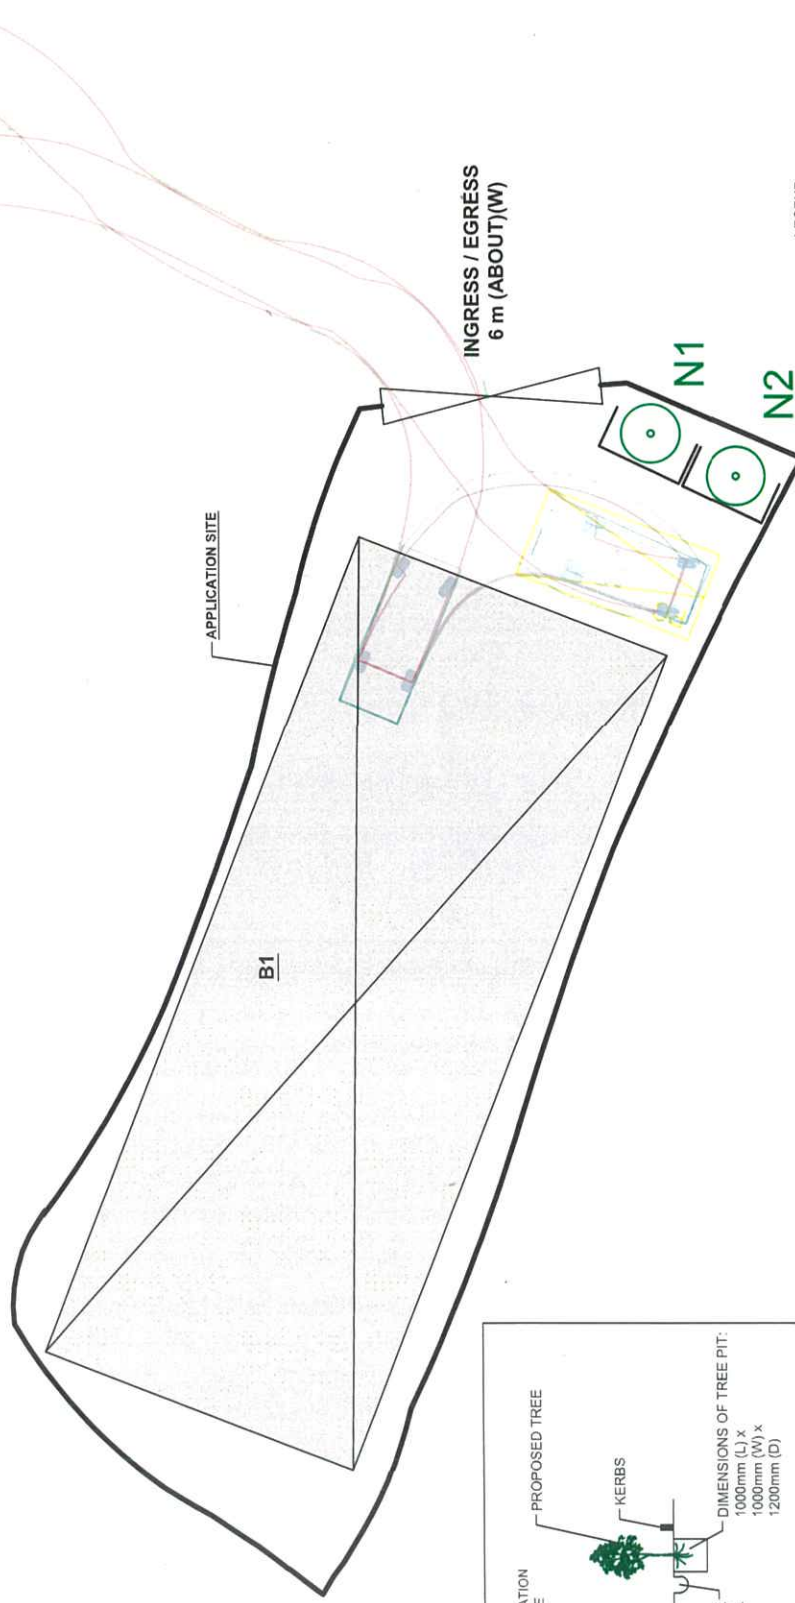 APPLICATION SITE
INGRESS / EGRESS
6 m (ABOUT)(W)
B1
N1
N2
PROPOSED TREE
KERBS
DIMENSIONS OF TREE PIT:
1000mm (L) x
1000mm (W) x
1200mm (D)